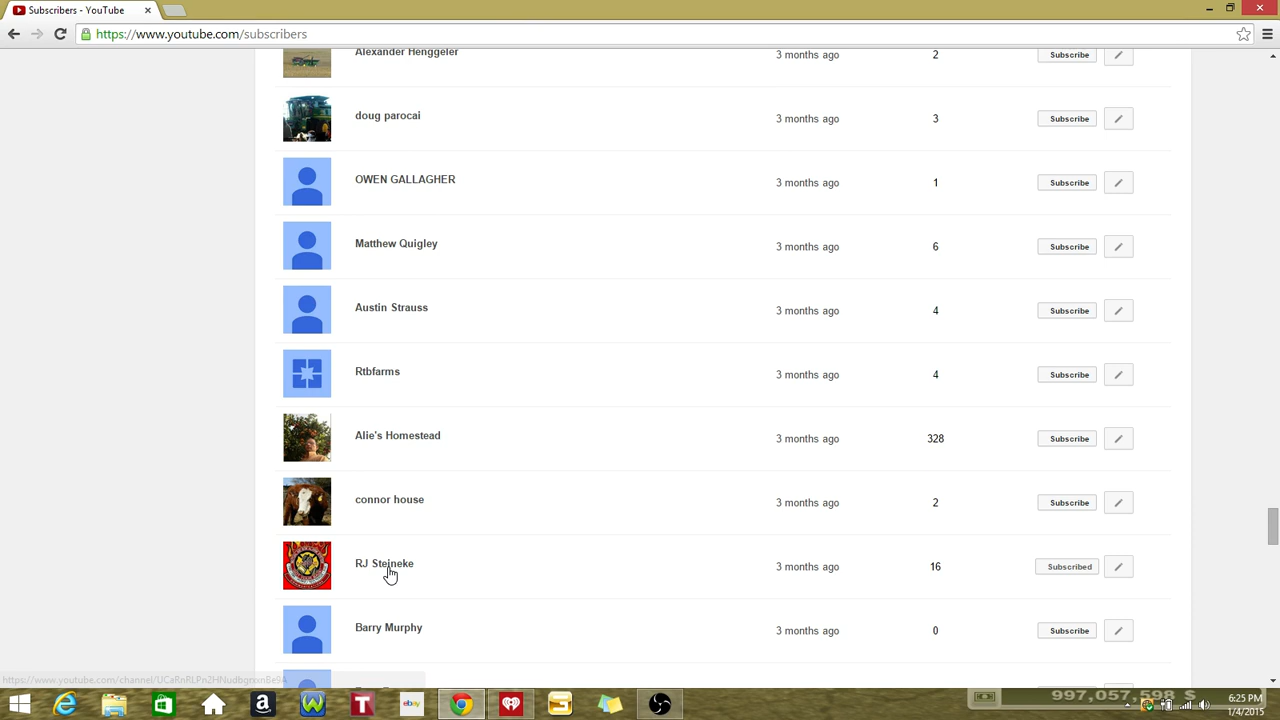 Subscribers - YouTube
https://www.youtube.com/subscribers
Alexander Henggeler 3 months ago 2 Subscribe
doug parocai 3 months ago 3 Subscribe
OWEN GALLAGHER 3 months ago 1 Subscribe
Matthew Quigley 3 months ago 6 Subscribe
Austin Strauss 3 months ago 4 Subscribe
Rtbfarms 3 months ago 4 Subscribe
Alie's Homestead 3 months ago 328 Subscribe
connor house 3 months ago 2 Subscribe
RJ Steineke 3 months ago 16 Subscribed
Barry Murphy 3 months ago 0 Subscribe
ebay
997,057,598 $
6:25 PM
1/4/2015